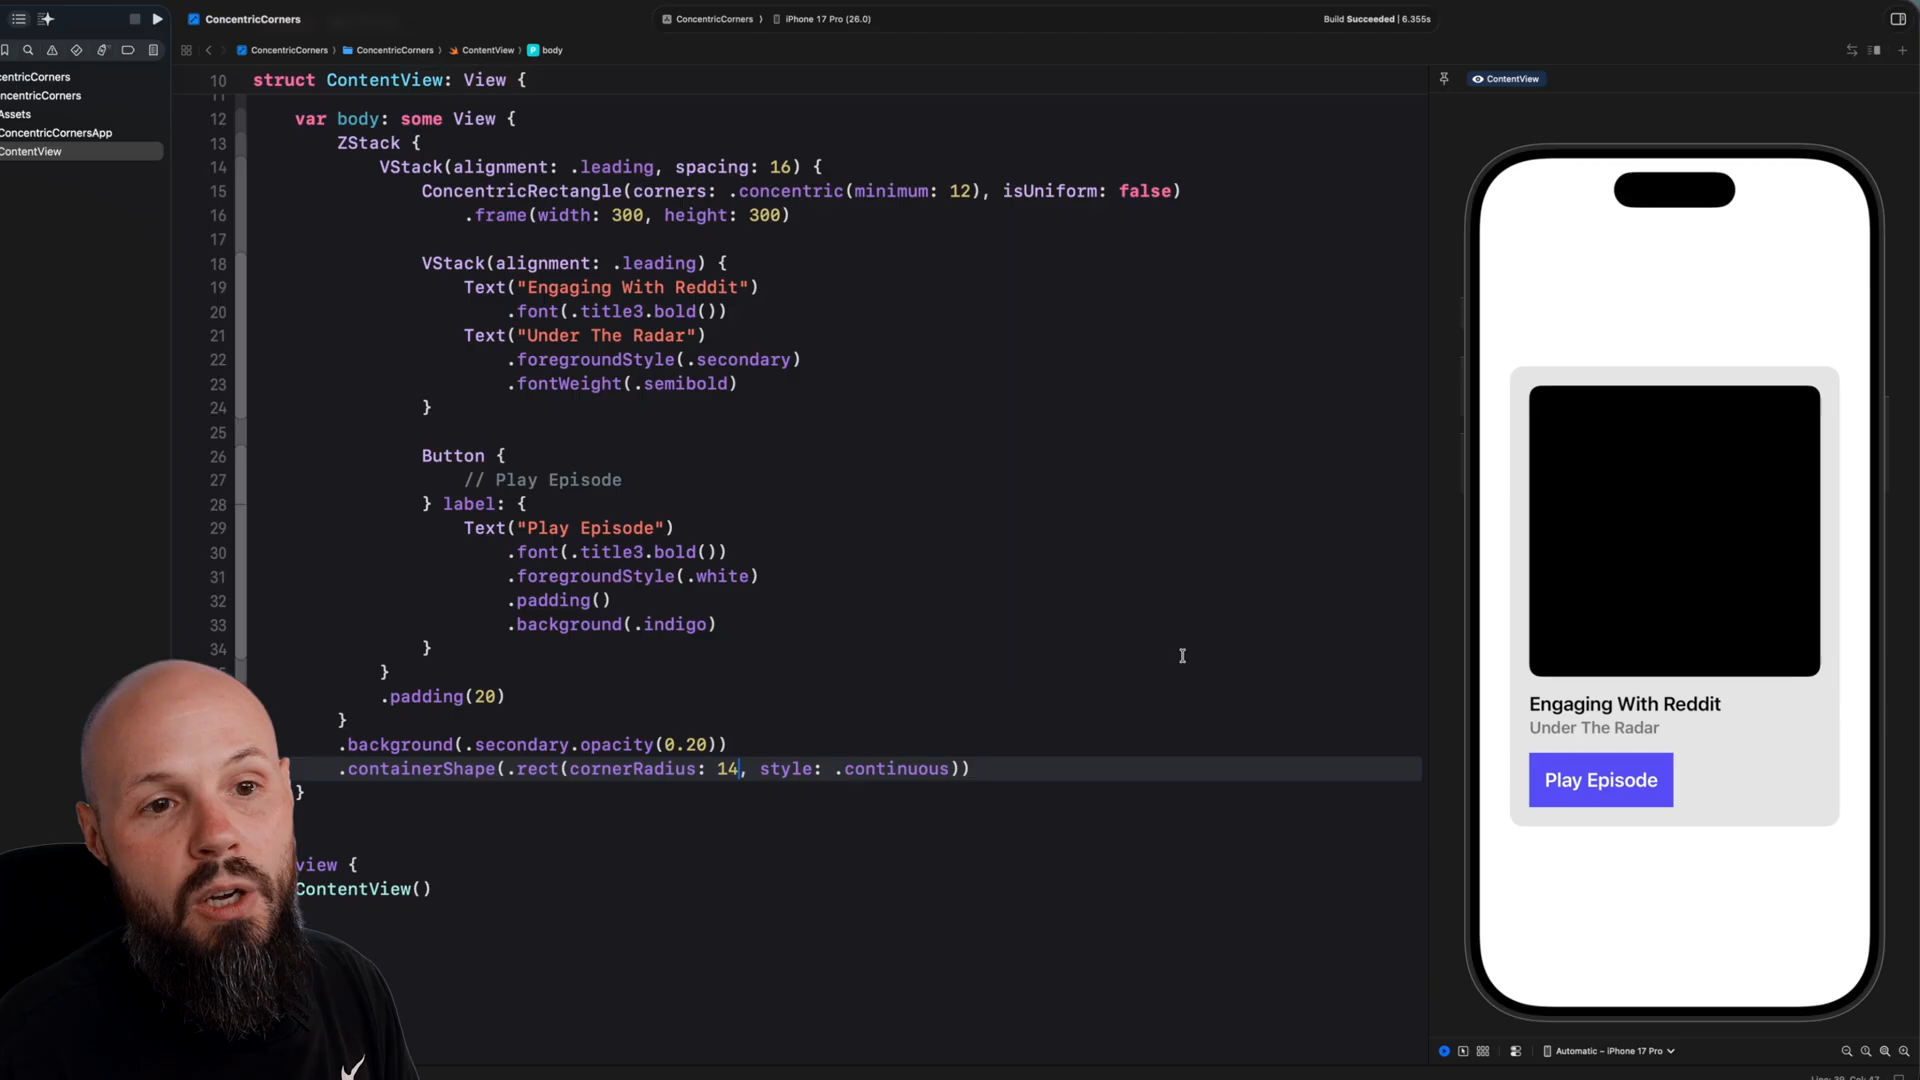 ConcentricCorners
ConcentricCorners 〉 iPhone 17 Pro (26.0)
Build Succeeded | 6.355s
ConcentricCorners 〉 ConcentricCorners 〉 ContentView 〉 P body
centricCorners
ncentricCorners
Assets
ConcentricCornersApp
ContentView
10 struct ContentView: View {
11
12 var body: some View {
13 ZStack {
14 VStack(alignment: .leading, spacing: 16) {
15 ConcentricRectangle(corners: .concentric(minimum: 12), isUniform: false)
16 .frame(width: 300, height: 300)
17
18 VStack(alignment: .leading) {
19 Text("Engaging With Reddit")
20 .font(.title3.bold())
21 Text("Under The Radar")
22 .foregroundStyle(.secondary)
23 .fontWeight(.semibold)
24 }
25
26 Button {
27 // Play Episode
28 } label: {
29 Text("Play Episode")
30 .font(.title3.bold())
31 .foregroundStyle(.white)
32 .padding()
33 .background(.indigo)
34 }
}
.padding(20)
}
.background(.secondary.opacity(0.20))
.containerShape(.rect(cornerRadius: 14, style: .continuous))
}
view {
ContentView()
ContentView
Engaging With Reddit
Under The Radar
Play Episode
Automatic – iPhone 17 Pro